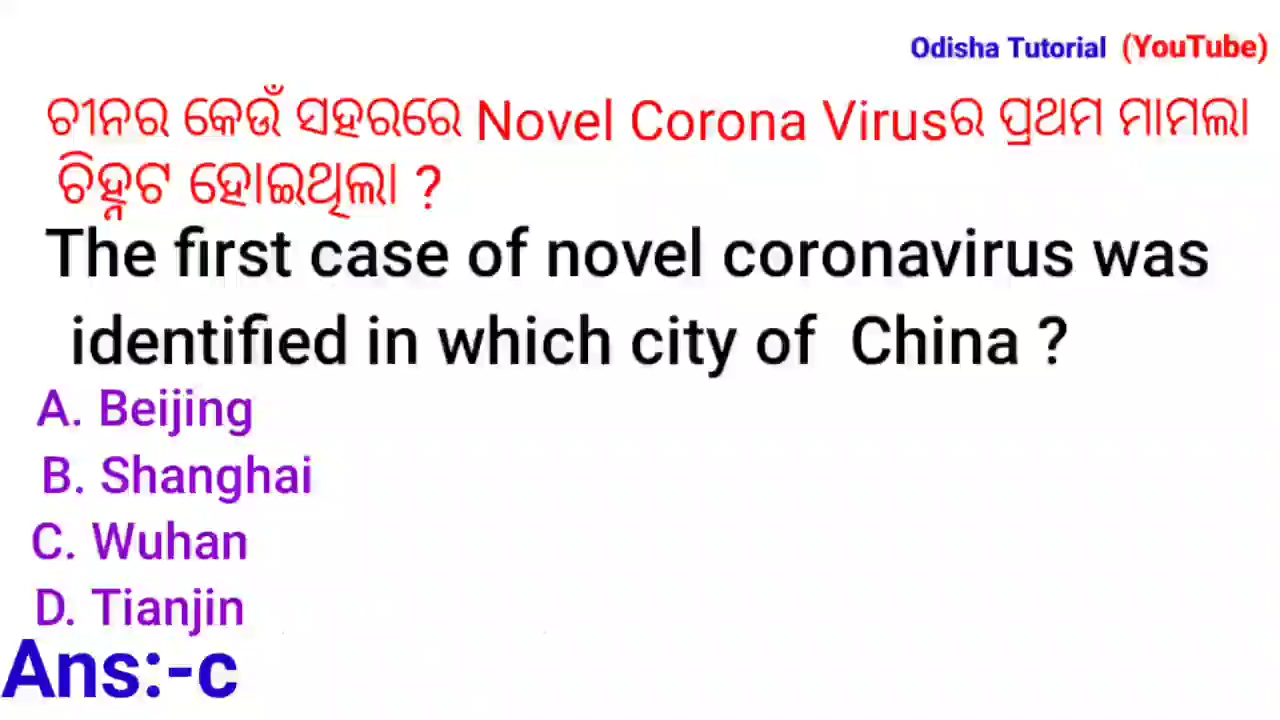 Odisha Tutorial (YouTube)
ଚୀନର କେଉଁ ସହରରେ Novel Corona Virusର ପ୍ରଥମ ମାମଲା
ଚିହ୍ନଟ ହୋଇଥିଲା ?
The first case of novel coronavirus was
identified in which city of China ?
A. Beijing
B. Shanghai
C. Wuhan
D. Tianjin
Ans:-c